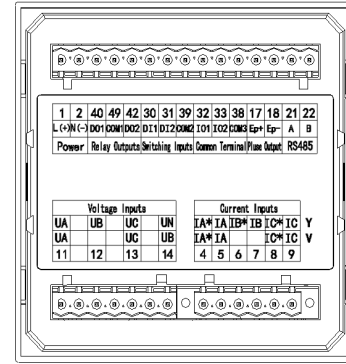 1 2 40 49 42 30 31 39 32 33 38 17 18 21 22
L(+) N(-) DO1 COM1 DO2 DI1 DI2 COM2 IO1 IO2 COM3 Ep+ Ep- A B
Power Relay Outputs Switching Inputs Common Terminal Pluse Output RS485
Voltage Inputs Current Inputs
UA UB UC UN IA* IA IB* IB IC* IC Y
UA UC UB IA* IA IC* IC V
11 12 13 14 4 5 6 7 8 9